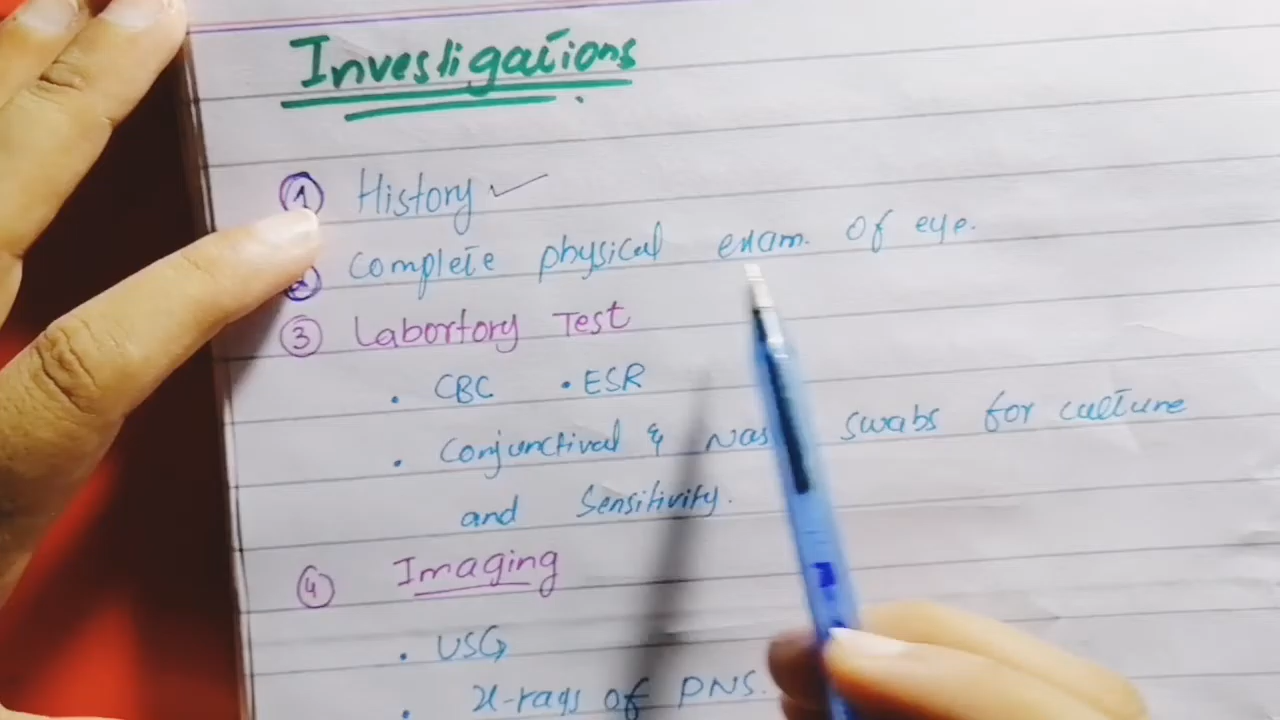 Investigations
① History ✓
② Complete physical exam. of eye.
③ Labortory Test
• CBC • ESR
• Conjunctival & swabs for culture
and Sensitivity.
④ Imaging
• USG
• X-rays of PNS.